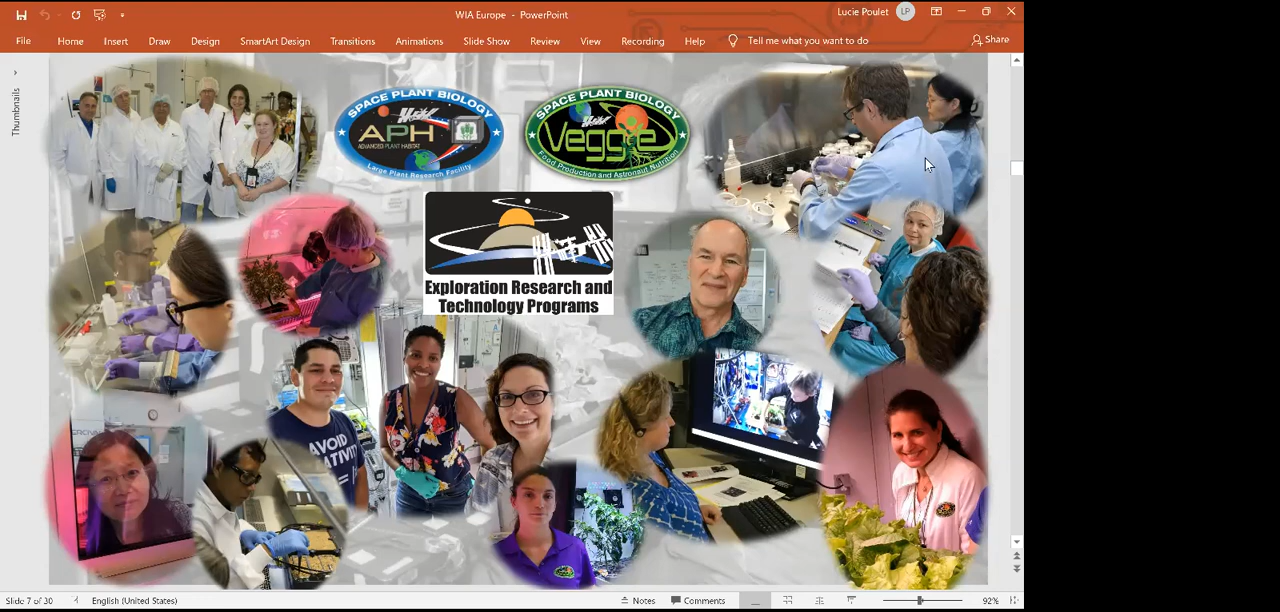 WIA Europe - PowerPoint
Lucie Poulet
LP
File
Home
Insert
Draw
Design
SmartArt Design
Transitions
Animations
Slide Show
Review
View
Recording
Help
Tell me what you want to do
Share
Thumbnails
SPACE PLANT BIOLOGY
APH
ADVANCED PLANT HABITAT
Large Plant Research Facility
SPACE PLANT BIOLOGY
Veggie
Food Production and Astronaut Nutrition
Exploration Research and
Technology Programs
AVOID
Slide 7 of 30
English (United States)
Notes
Comments
92%